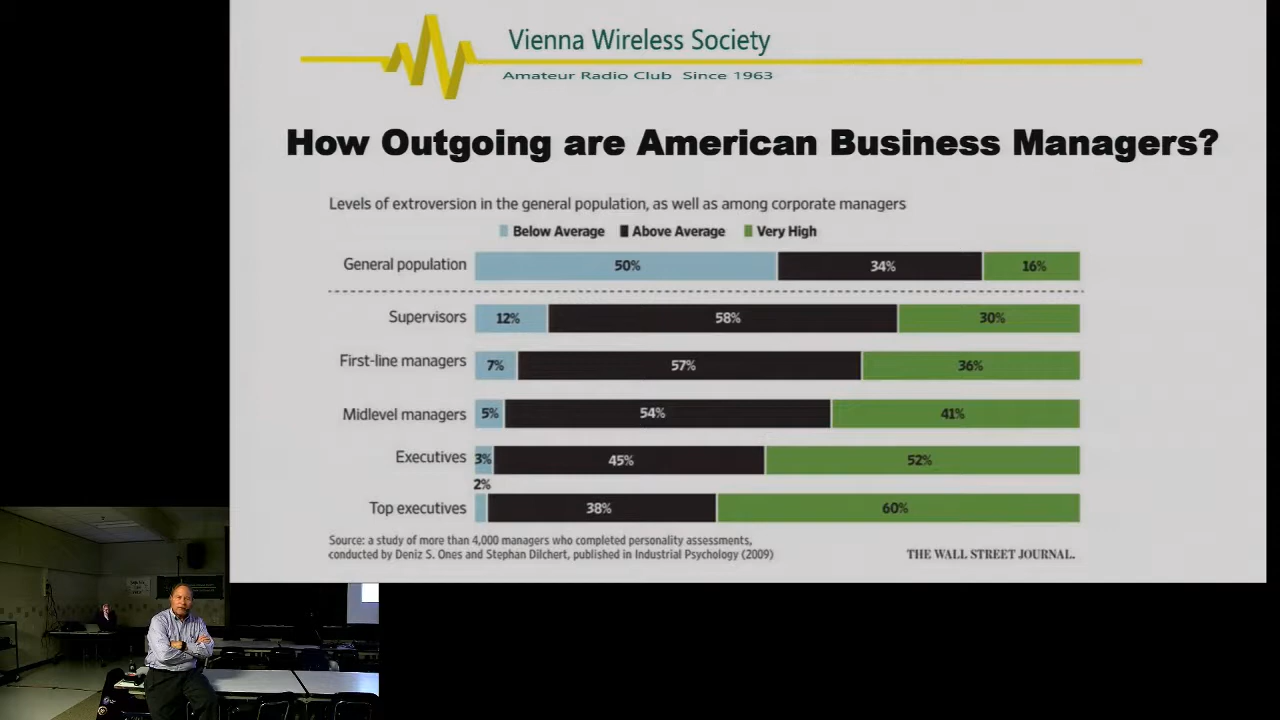 Vienna Wireless Society
Amateur Radio Club Since 1963
How Outgoing are American Business Managers?
Levels of extroversion in the general population, as well as among corporate managers
Below Average Above Average Very High
General population 50% 34% 16%
Supervisors 12% 58% 30%
First-line managers 7% 57% 36%
Midlevel managers 5% 54% 41%
Executives 3% 45% 52%
2%
Top executives 38% 60%
Source: a study of more than 4,000 managers who completed personality assessments,
conducted by Deniz S. Ones and Stephan Dilchert, published in Industrial Psychology (2009)
THE WALL STREET JOURNAL.